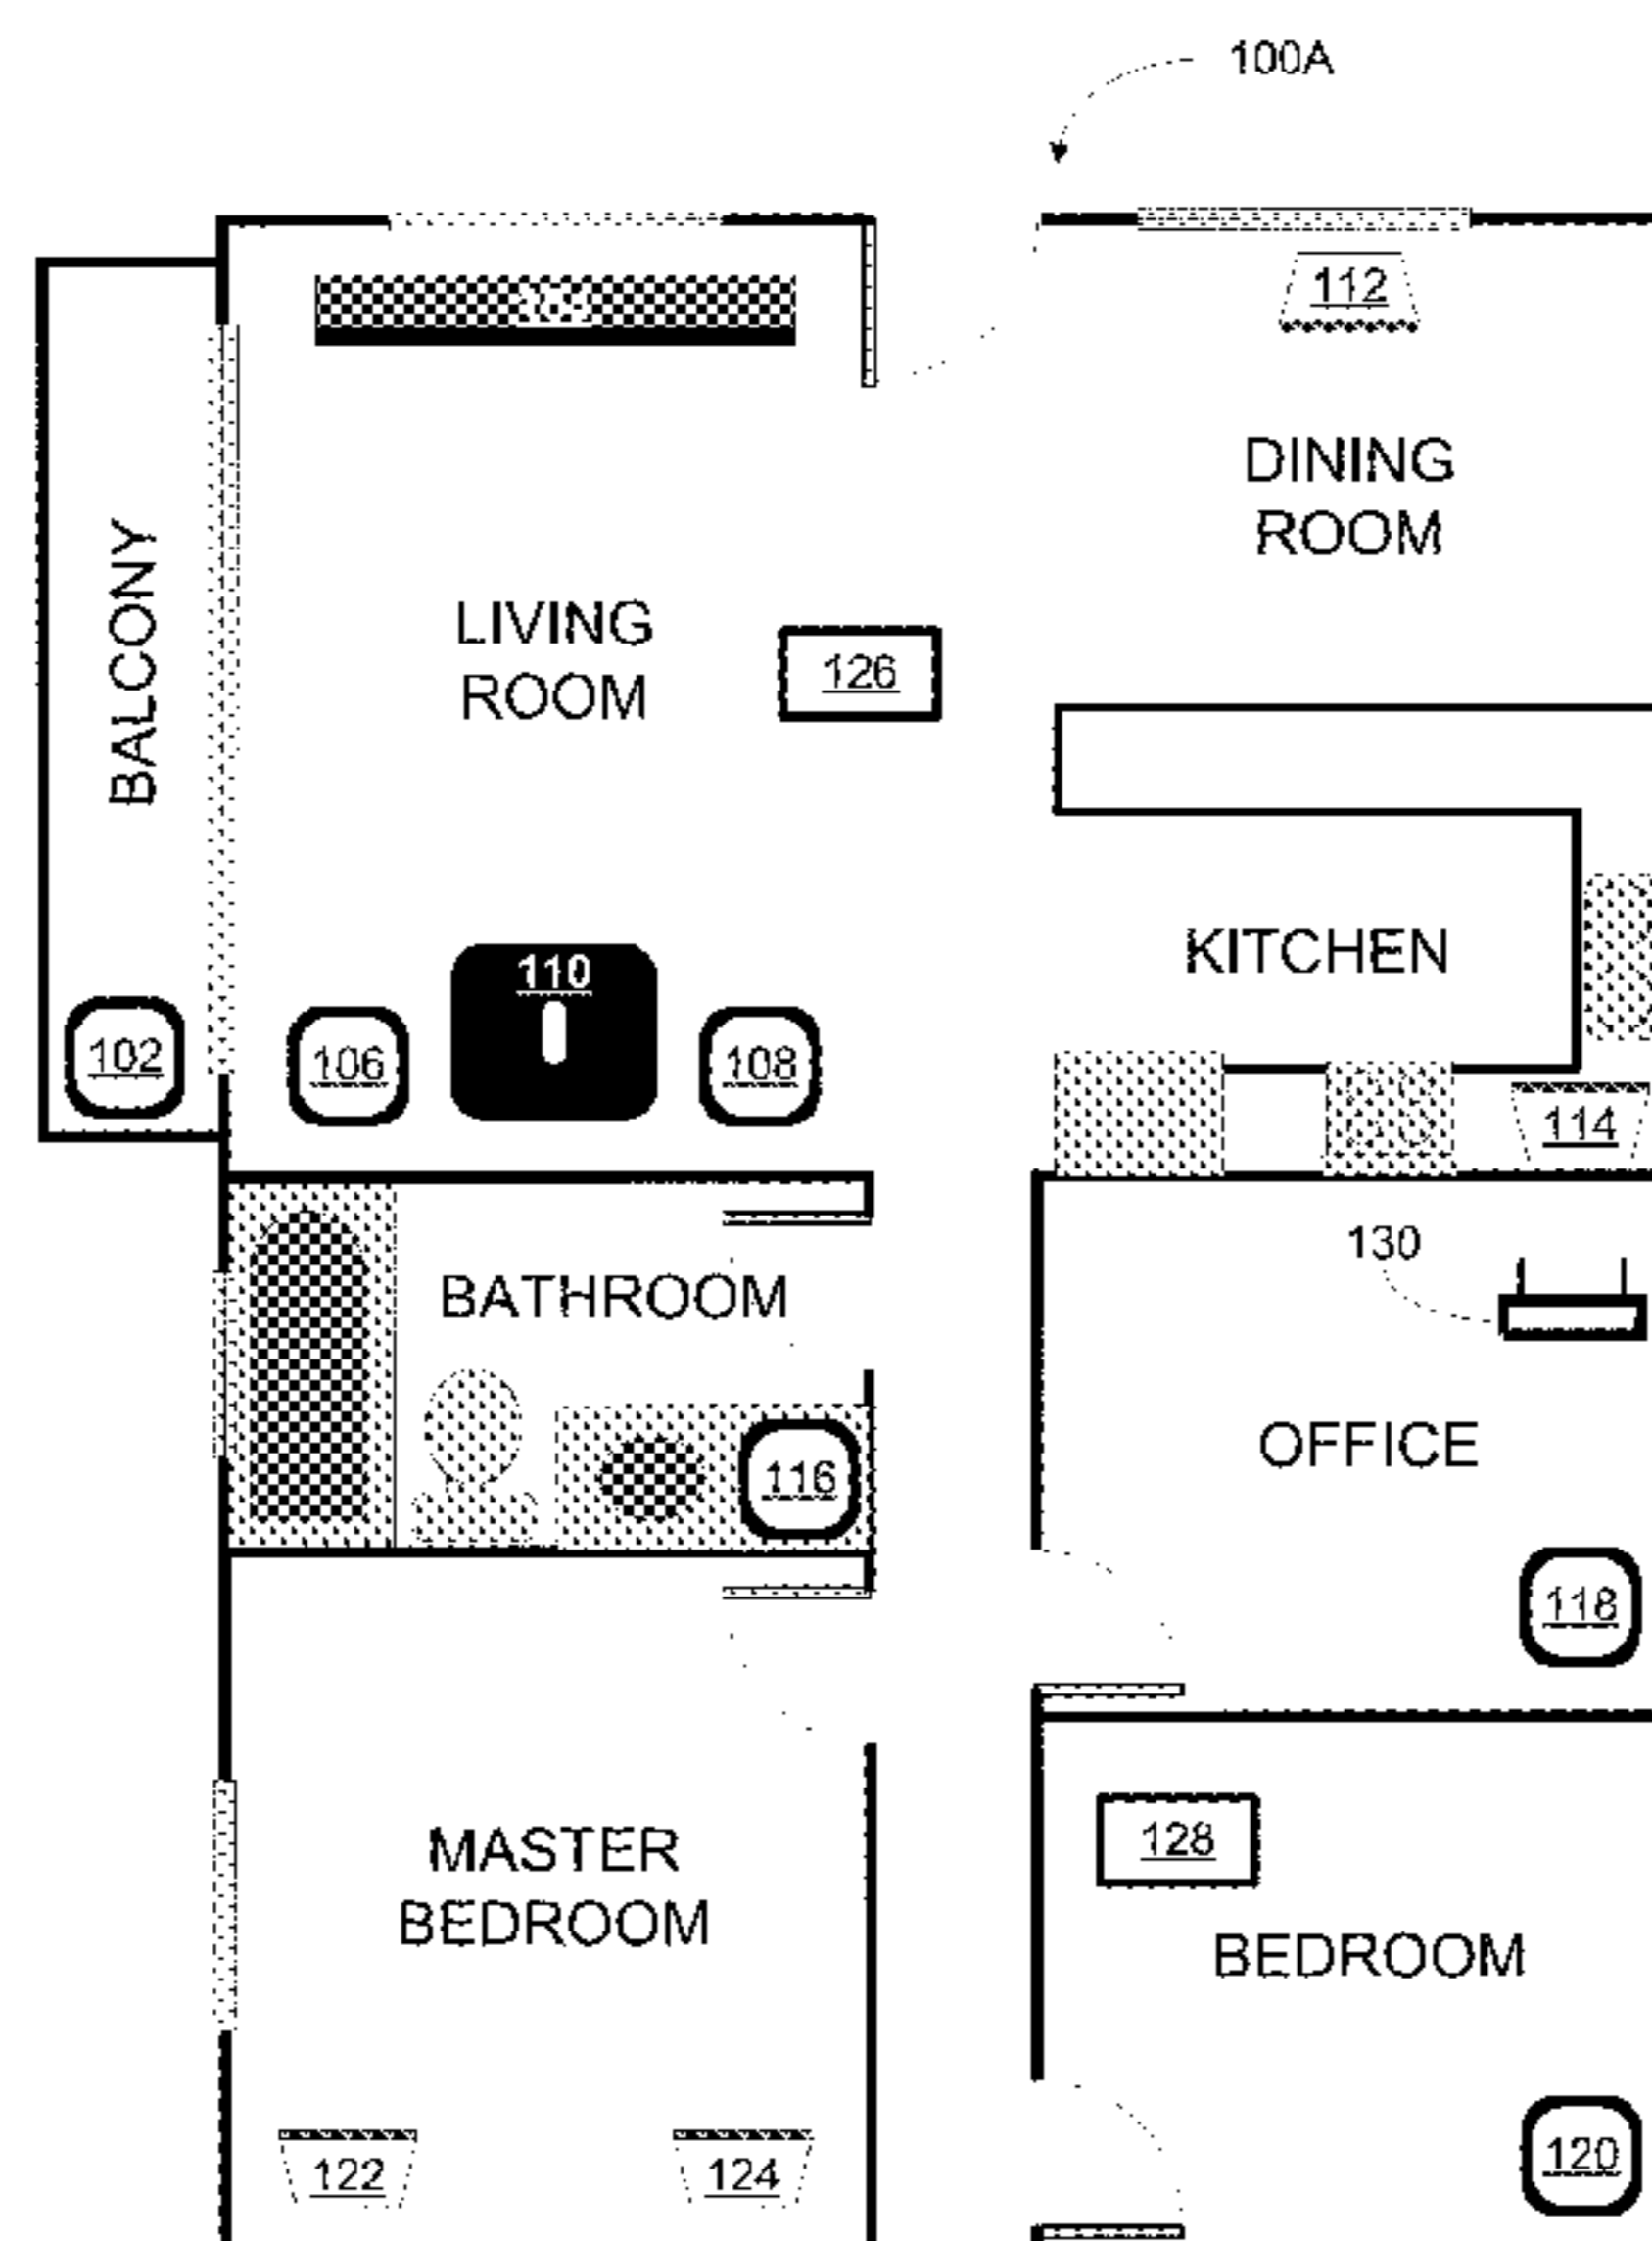 100A
112
DINING
ROOM
BALCONY
LIVING
ROOM
126
KITCHEN
110
102
106
108
114
130
BATHROOM
OFFICE
116
118
128
MASTER
BEDROOM
BEDROOM
122
124
120